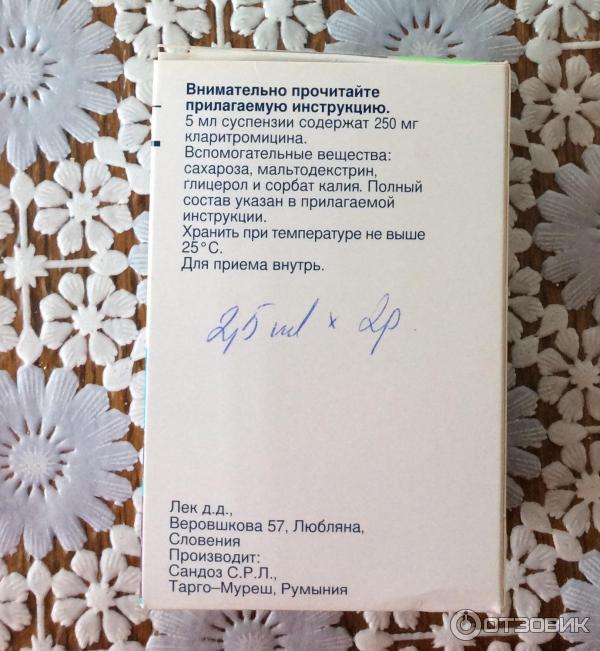 Внимательно прочитайте
прилагаемую инструкцию.
5 мл суспензии содержат 250 мг
кларитромицина.
Вспомогательные вещества:
сахароза, мальтодекстрин,
глицерол и сорбат калия. Полный
состав указан в прилагаемой
инструкции.
Хранить при температуре не выше
25°С.
Для приема внутрь.
2,5 ml × 2р.
Лек д.д.,
Веровшкова 57, Любляна,
Словения
Производит:
Сандоз С.Р.Л.,
Тарго–Муреш, Румыния
ОТЗОВИК